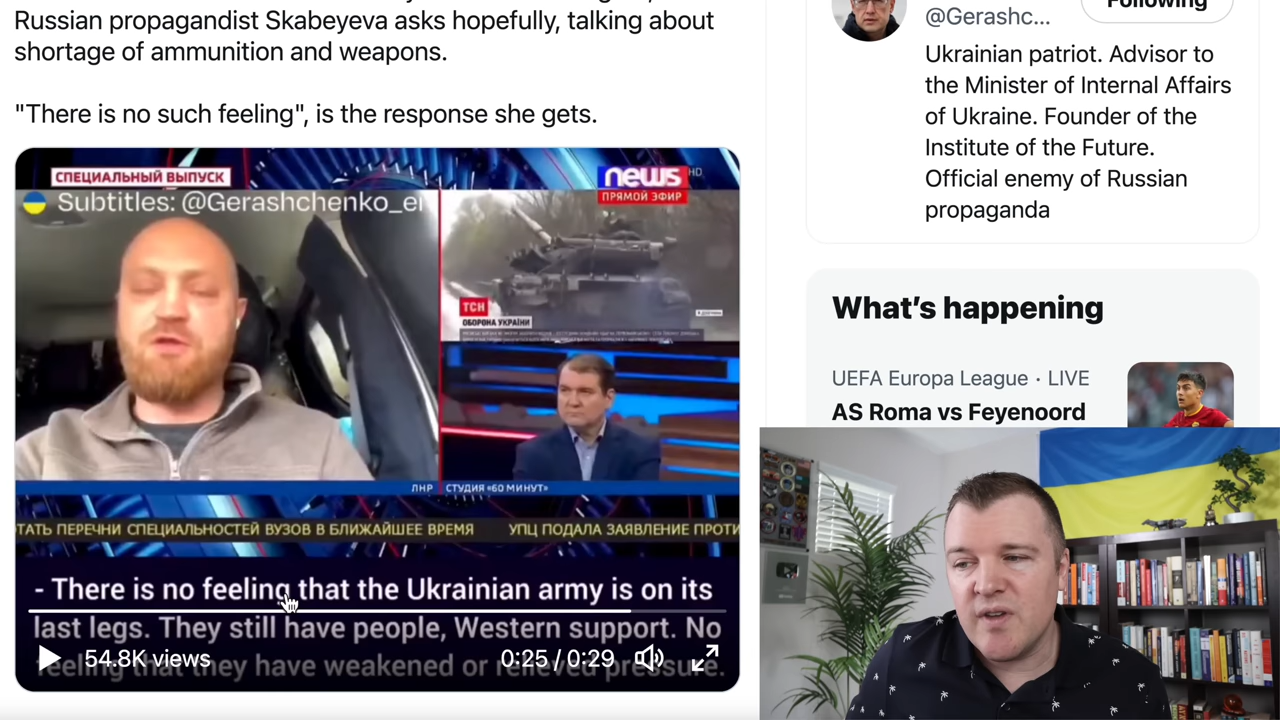 Russian propagandist Skabeyeva asks hopefully, talking about
shortage of ammunition and weapons.
"There is no such feeling", is the response she gets.
СПЕЦИАЛЬНЫЙ ВЫПУСК
news HD
ПРЯМОЙ ЭФИР
Subtitles: @Gerashchenko_en
ТСН
ОБОРОНА УКРАЇНИ
ЛНР
СТУДИЯ «60 МИНУТ»
ТАТЬ ПЕРЕЧНИ СПЕЦИАЛЬНОСТЕЙ ВУЗОВ В БЛИЖАЙШЕЕ ВРЕМЯ УПЦ ПОДАЛА ЗАЯВЛЕНИЕ ПРОТИ
- There is no feeling that the Ukrainian army is on its
last legs. They still have people, Western support. No
feeling that they have weakened or relieved pressure.
54.8K views
0:25 / 0:29
Following
@Gerashc...
Ukrainian patriot. Advisor to
the Minister of Internal Affairs
of Ukraine. Founder of the
Institute of the Future.
Official enemy of Russian
propaganda
What's happening
UEFA Europa League · LIVE
AS Roma vs Feyenoord